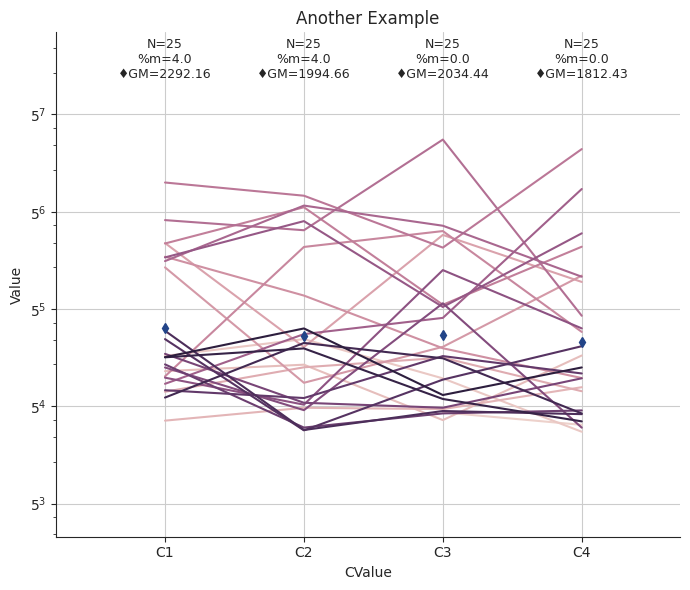 Another Example
N=25 N=25 N=25 N=25
%m=4.0 %m=4.0 %m=0.0 %m=0.0
♦GM=2292.16 ♦GM=1994.66 ♦GM=2034.44 ♦GM=1812.43
5⁷
5⁶
5⁵
5⁴
5³
Value
C1 C2 C3 C4
CValue